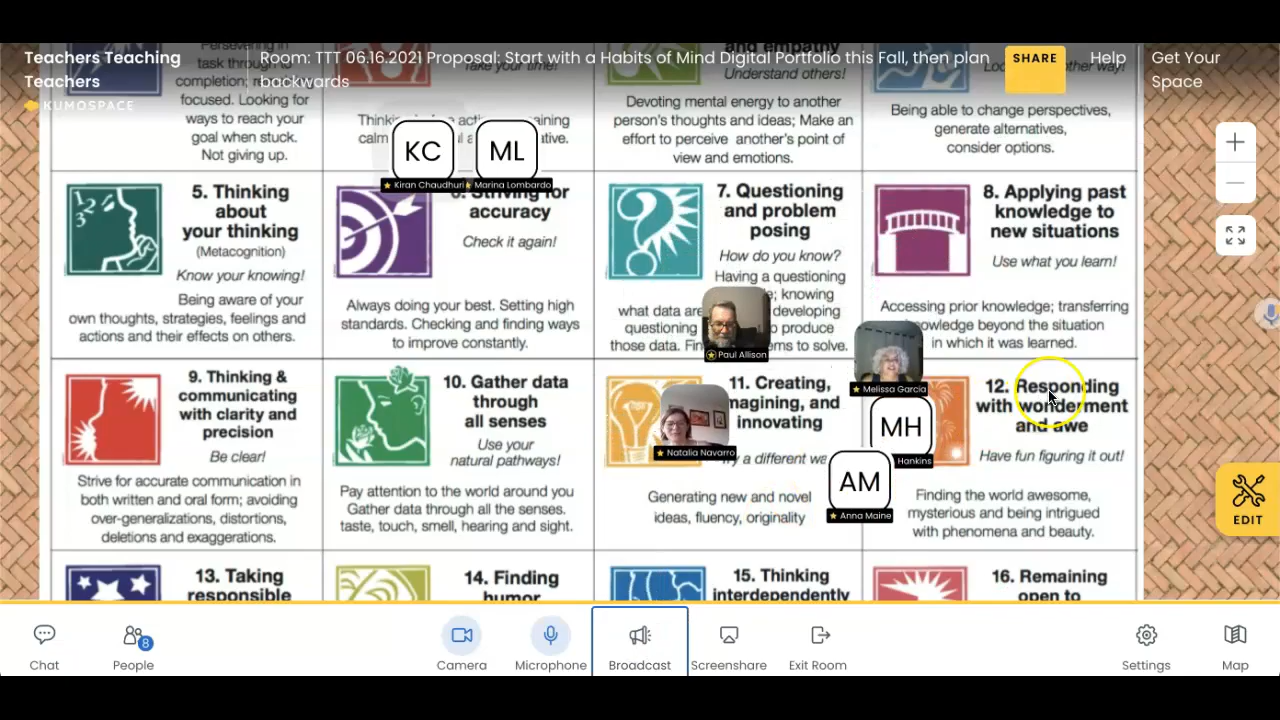 Teachers Teaching
Teachers
KUMOSPACE
Room: TTT 06.16.2021 Proposal: Start with a Habits of Mind Digital Portfolio this Fall, then plan
backwards
SHARE
Help
Get Your
Space
Persevering in
task through to
completion; remaining
focused. Looking for
ways to reach your
goal when stuck.
Not giving up.
Take your time!
calm
KC
Kiran Chaudhuri
ML
Marina Lombardo
and empathy
Understand others!
Devoting mental energy to another
person's thoughts and ideas; Make an
effort to perceive another's point of
view and emotions.
Being able to change perspectives,
generate alternatives,
consider options.
5. Thinking
about
your thinking
(Metacognition)
Know your knowing!
Being aware of your
own thoughts, strategies, feelings and
actions and their effects on others.
6. Striving for
accuracy
Check it again!
Always doing your best. Setting high
standards. Checking and finding ways
to improve constantly.
7. Questioning
and problem
posing
How do you know?
Having a questioning
knowing
what data are developing
questioning to produce
those data. to solve.
Paul Allison
8. Applying past
knowledge to
new situations
Use what you learn!
Accessing prior knowledge; transferring
knowledge beyond the situation
in which it was learned.
Melissa Garcia
9. Thinking &
communicating
with clarity and
precision
Be clear!
Strive for accurate communication in
both written and oral form; avoiding
over-generalizations, distortions,
deletions and exaggerations.
10. Gather data
through
all senses
Use your
natural pathways!
Pay attention to the world around you
Gather data through all the senses.
taste, touch, smell, hearing and sight.
11. Creating,
imagining, and
innovating
Try a different
Natalia Navarro
Generating new and novel
ideas, fluency, originality
MH
Hankins
AM
Anna Maine
12. Responding
with wonderment
and awe
Have fun figuring it out!
Finding the world awesome,
mysterious and being intrigued
with phenomena and beauty.
EDIT
13. Taking
responsible
14. Finding
humor
15. Thinking
interdependently
16. Remaining
open to
Chat
8
People
Camera
Microphone
Broadcast
Screenshare
Exit Room
Settings
Map